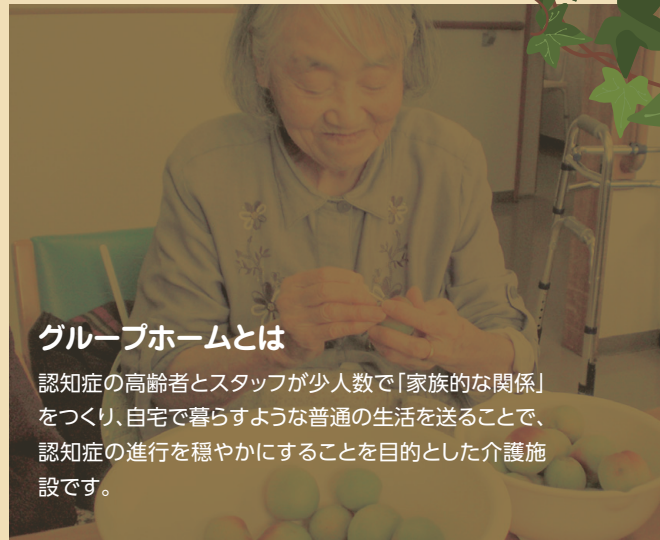 グループホームとは
認知症の高齢者とスタッフが少人数で「家族的な関係」
をつくり、自宅で暮らすような普通の生活を送ることで、
認知症の進行を穏やかにすることを目的とした介護施
設です。